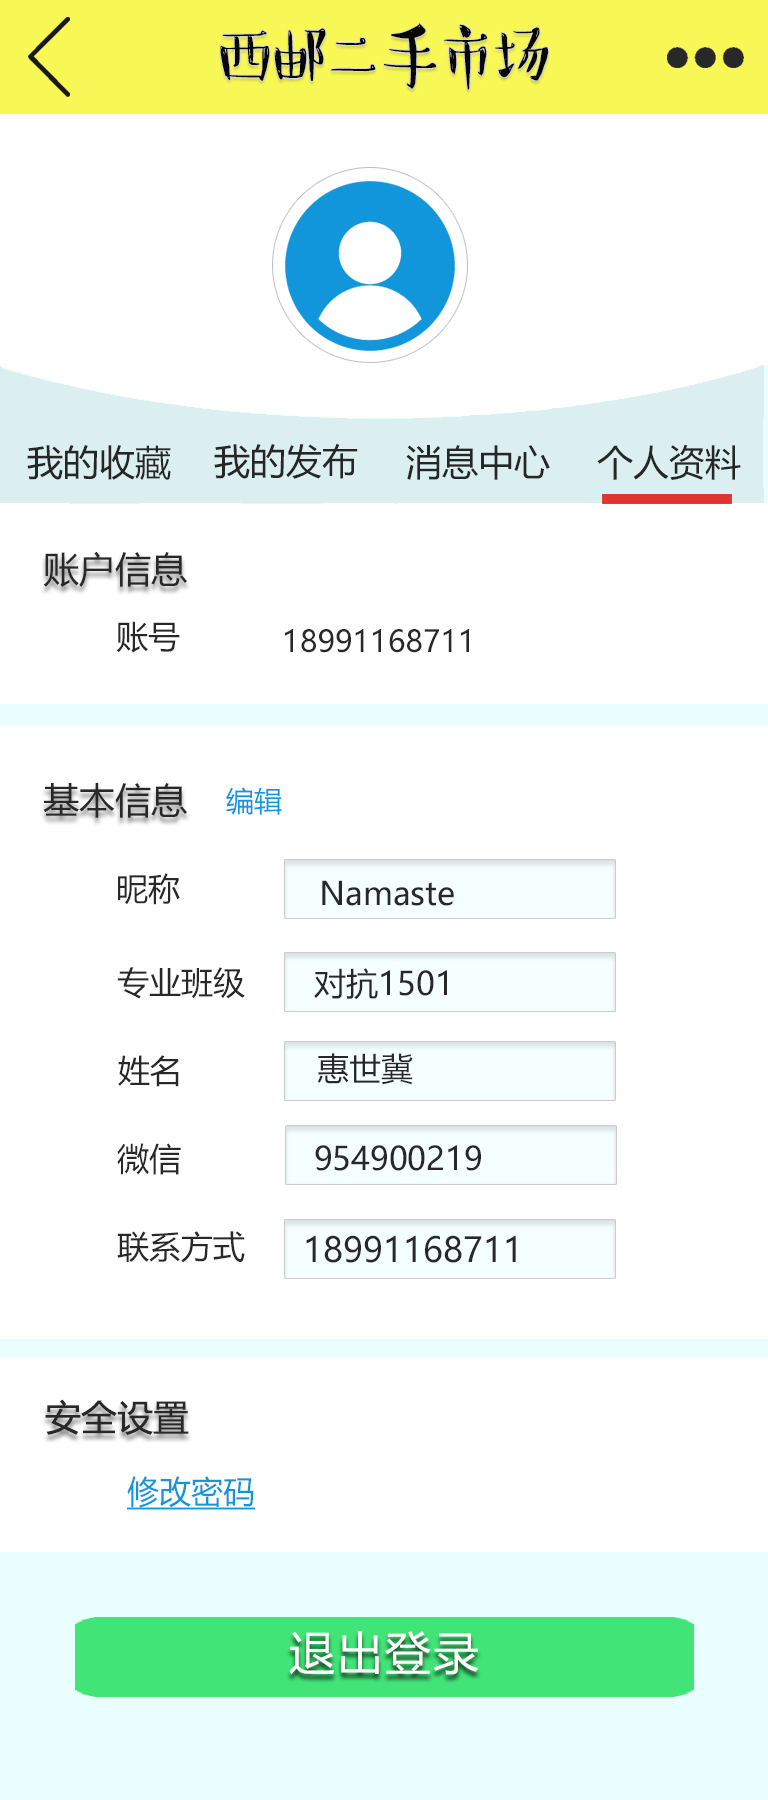 西邮二手市场
我的收藏 我的发布 消息中心 个人资料
账户信息
账号 18991168711
基本信息 编辑
昵称 Namaste
专业班级 对抗1501
姓名 惠世冀
微信 954900219
联系方式 18991168711
安全设置
修改密码
退出登录